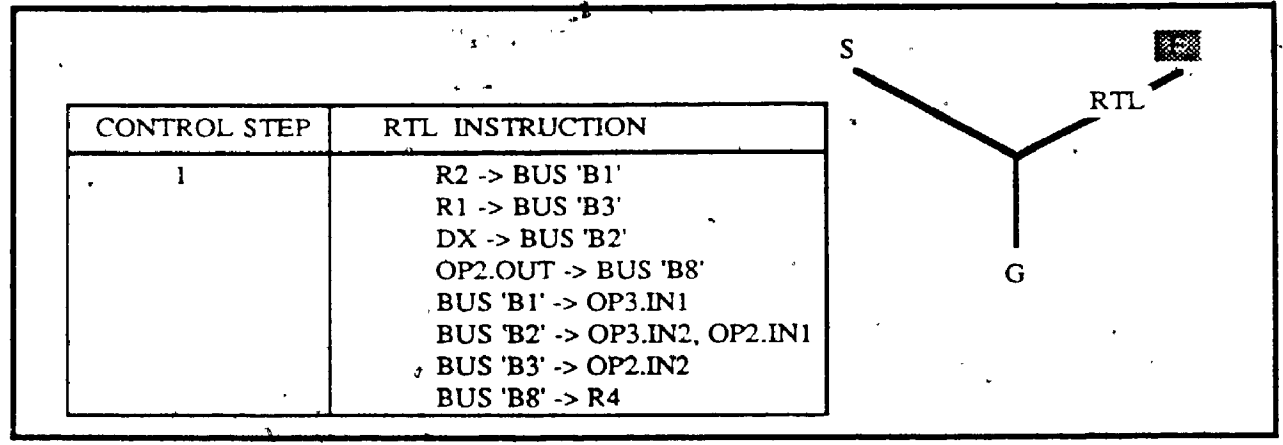 S
RTL
G
CONTROL STEP RTL INSTRUCTION
1 R2 -> BUS 'B1'
R1 -> BUS 'B3'
DX -> BUS 'B2'
OP2.OUT -> BUS 'B8'
BUS 'B1' -> OP3.IN1
BUS 'B2' -> OP3.IN2, OP2.IN1
BUS 'B3' -> OP2.IN2
BUS 'B8' -> R4